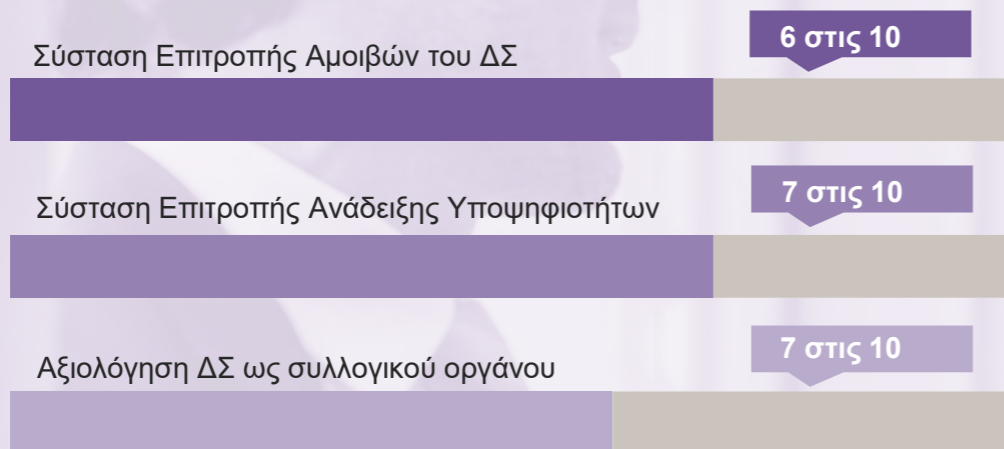 6 στις 10
Σύσταση Επιτροπής Αμοιβών του ΔΣ
7 στις 10
Σύσταση Επιτροπής Ανάδειξης Υποψηφιοτήτων
7 στις 10
Αξιολόγηση ΔΣ ως συλλογικού οργάνου